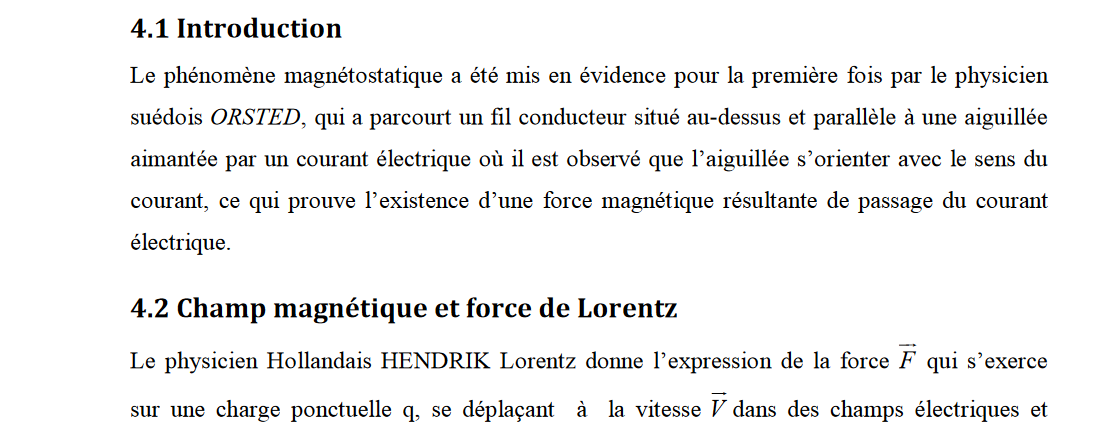 4.1 Introduction
Le phénomène magnétostatique a été mis en évidence pour la première fois par le physicien
suédois ORSTED, qui a parcourt un fil conducteur situé au-dessus et parallèle à une aiguillée
aimantée par un courant électrique où il est observé que l’aiguillée s’orienter avec le sens du
courant, ce qui prouve l’existence d’une force magnétique résultante de passage du courant
électrique.
4.2 Champ magnétique et force de Lorentz
Le physicien Hollandais HENDRIK Lorentz donne l’expression de la force F⃗ qui s’exerce
sur une charge ponctuelle q, se déplaçant à la vitesse V⃗ dans des champs électriques et